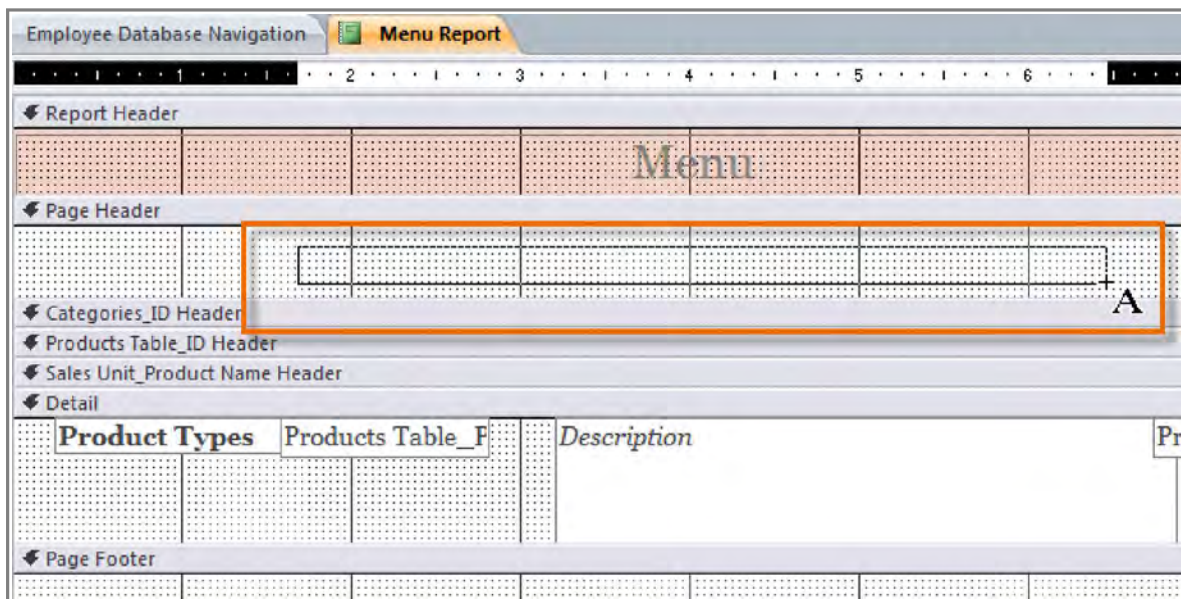 Employee Database Navigation Menu Report
1 2 3 4 5 6
Report Header
Menu
Page Header
A
Categories_ID Header
Products Table_ID Header
Sales Unit_Product Name Header
Detail
Product Types Products Table_P Description Pr
Page Footer